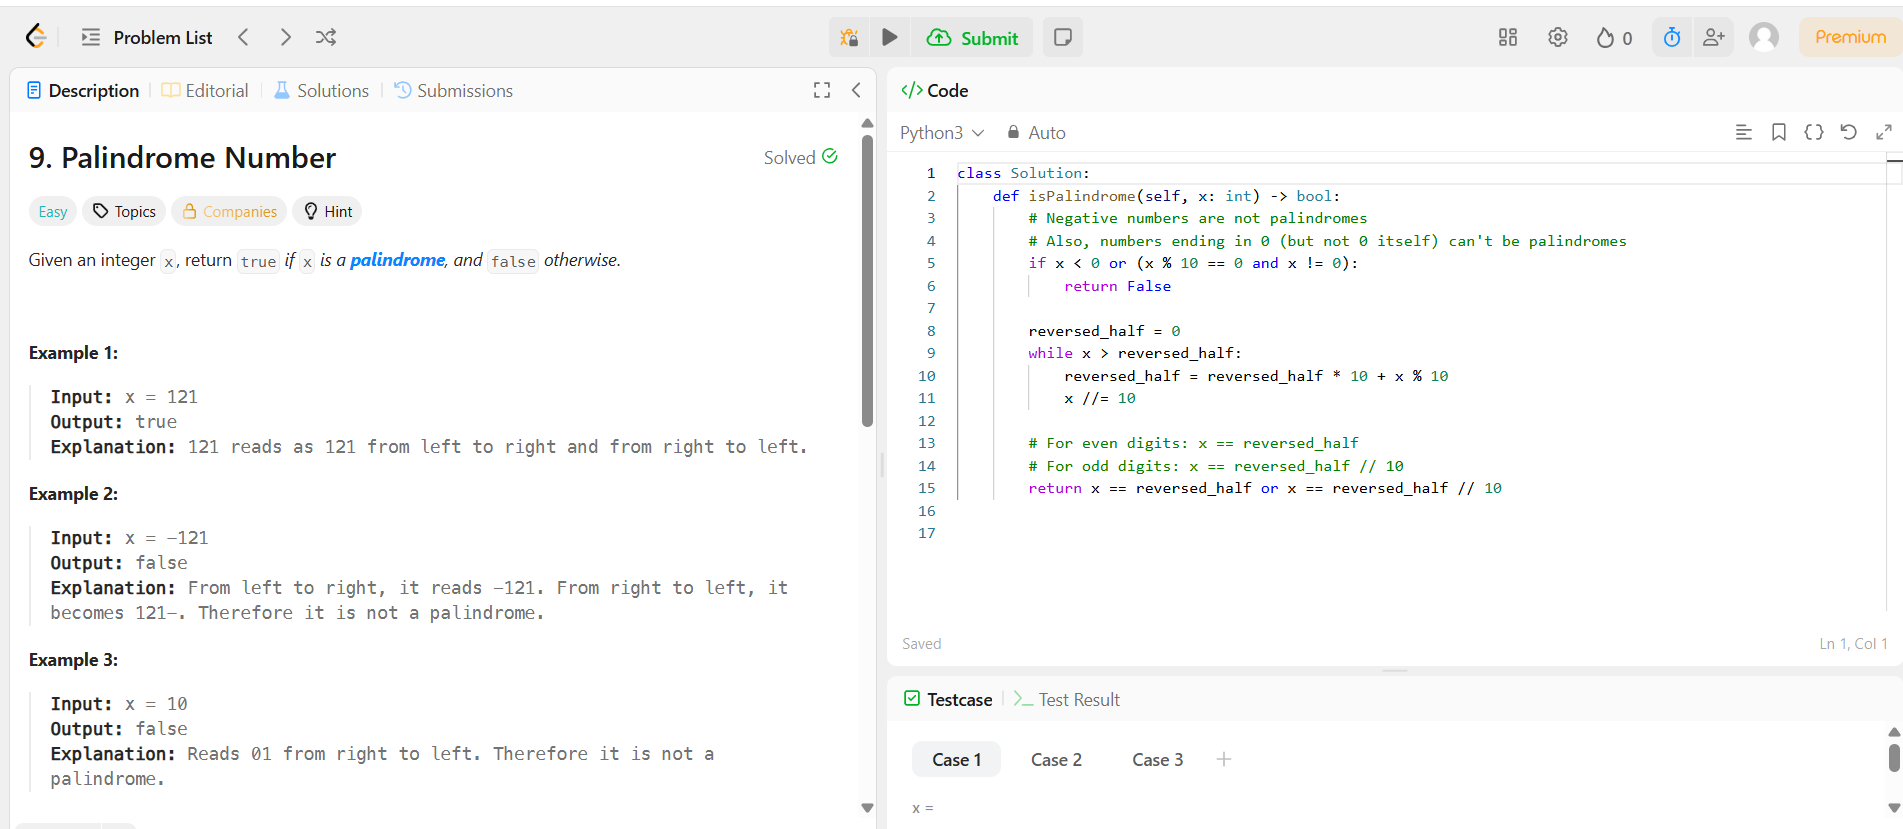 Problem List
Submit
0
Premium
Description
Editorial
Solutions
Submissions
9. Palindrome Number
Solved
Easy
Topics
Companies
Hint
Given an integer x, return true if x is a palindrome, and false otherwise.
Example 1:
Input: x = 121
Output: true
Explanation: 121 reads as 121 from left to right and from right to left.
Example 2:
Input: x = -121
Output: false
Explanation: From left to right, it reads -121. From right to left, it
becomes 121-. Therefore it is not a palindrome.
Example 3:
Input: x = 10
Output: false
Explanation: Reads 01 from right to left. Therefore it is not a
palindrome.
</> Code
Python3
Auto
1 class Solution:
2     def isPalindrome(self, x: int) -> bool:
3         # Negative numbers are not palindromes
4         # Also, numbers ending in 0 (but not 0 itself) can't be palindromes
5         if x < 0 or (x % 10 == 0 and x != 0):
6             return False
7
8         reversed_half = 0
9         while x > reversed_half:
10             reversed_half = reversed_half * 10 + x % 10
11             x //= 10
12
13         # For even digits: x == reversed_half
14         # For odd digits: x == reversed_half // 10
15         return x == reversed_half or x == reversed_half // 10
16
17
Saved
Ln 1, Col 1
Testcase
Test Result
Case 1
Case 2
Case 3
x =